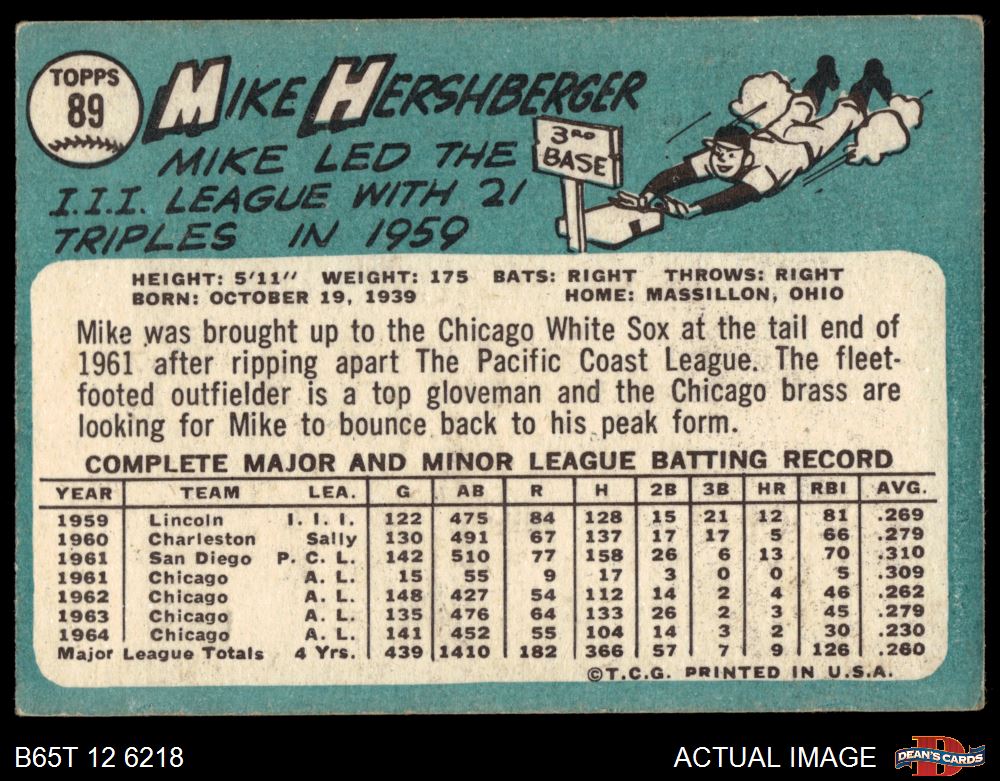 TOPPS
89
MIKE HERSHBERGER
MIKE LED THE
I.I.I. LEAGUE WITH 21
TRIPLES IN 1959
3RD
BASE
HEIGHT: 5'11" WEIGHT: 175 BATS: RIGHT THROWS: RIGHT
BORN: OCTOBER 19, 1939 HOME: MASSILLON, OHIO
Mike was brought up to the Chicago White Sox at the tail end of
1961 after ripping apart The Pacific Coast League. The fleet-
footed outfielder is a top gloveman and the Chicago brass are
looking for Mike to bounce back to his peak form.
COMPLETE MAJOR AND MINOR LEAGUE BATTING RECORD
YEAR TEAM LEA. G AB R H 2B 3B HR RBI AVG.
1959 Lincoln I. I. I. 122 475 84 128 15 21 12 81 .269
1960 Charleston Sally 130 491 67 137 17 17 5 66 .279
1961 San Diego P. C. L. 142 510 77 158 26 6 13 70 .310
1961 Chicago A. L. 15 55 9 17 3 0 0 5 .309
1962 Chicago A. L. 148 427 54 112 14 2 4 46 .262
1963 Chicago A. L. 135 476 64 133 26 2 3 45 .279
1964 Chicago A. L. 141 452 55 104 14 3 2 30 .230
Major League Totals 4 Yrs. 439 1410 182 366 57 7 9 126 .260
©T.C.G. PRINTED IN U.S.A.
B65T 12 6218 ACTUAL IMAGE
D
DEAN'S CARDS